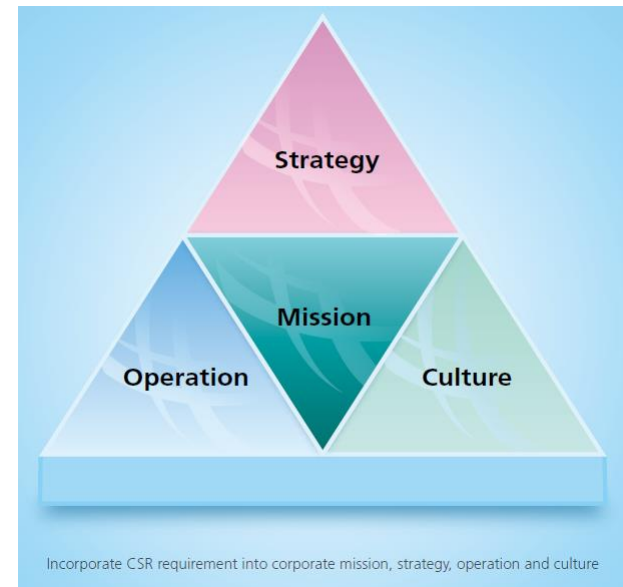 Strategy
Mission
Operation
Culture
Incorporate CSR requirement into corporate mission, strategy, operation and culture